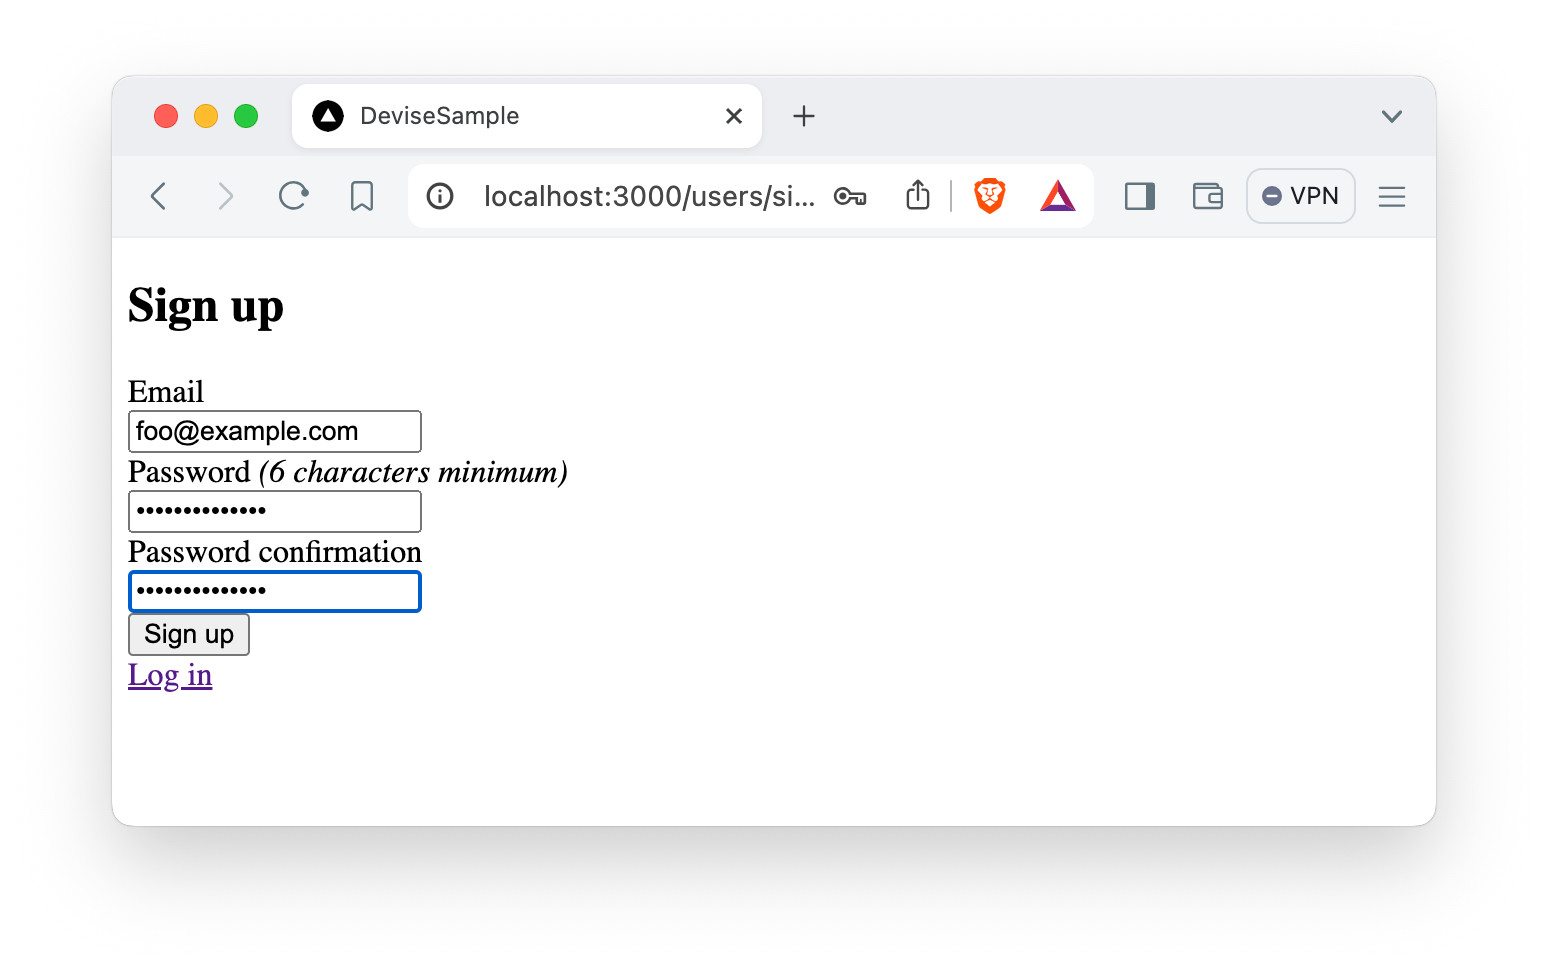 DeviseSample
localhost:3000/users/si...
VPN
Sign up
Email
foo@example.com
Password (6 characters minimum)
••••••••••••••
Password confirmation
••••••••••••••
Sign up
Log in